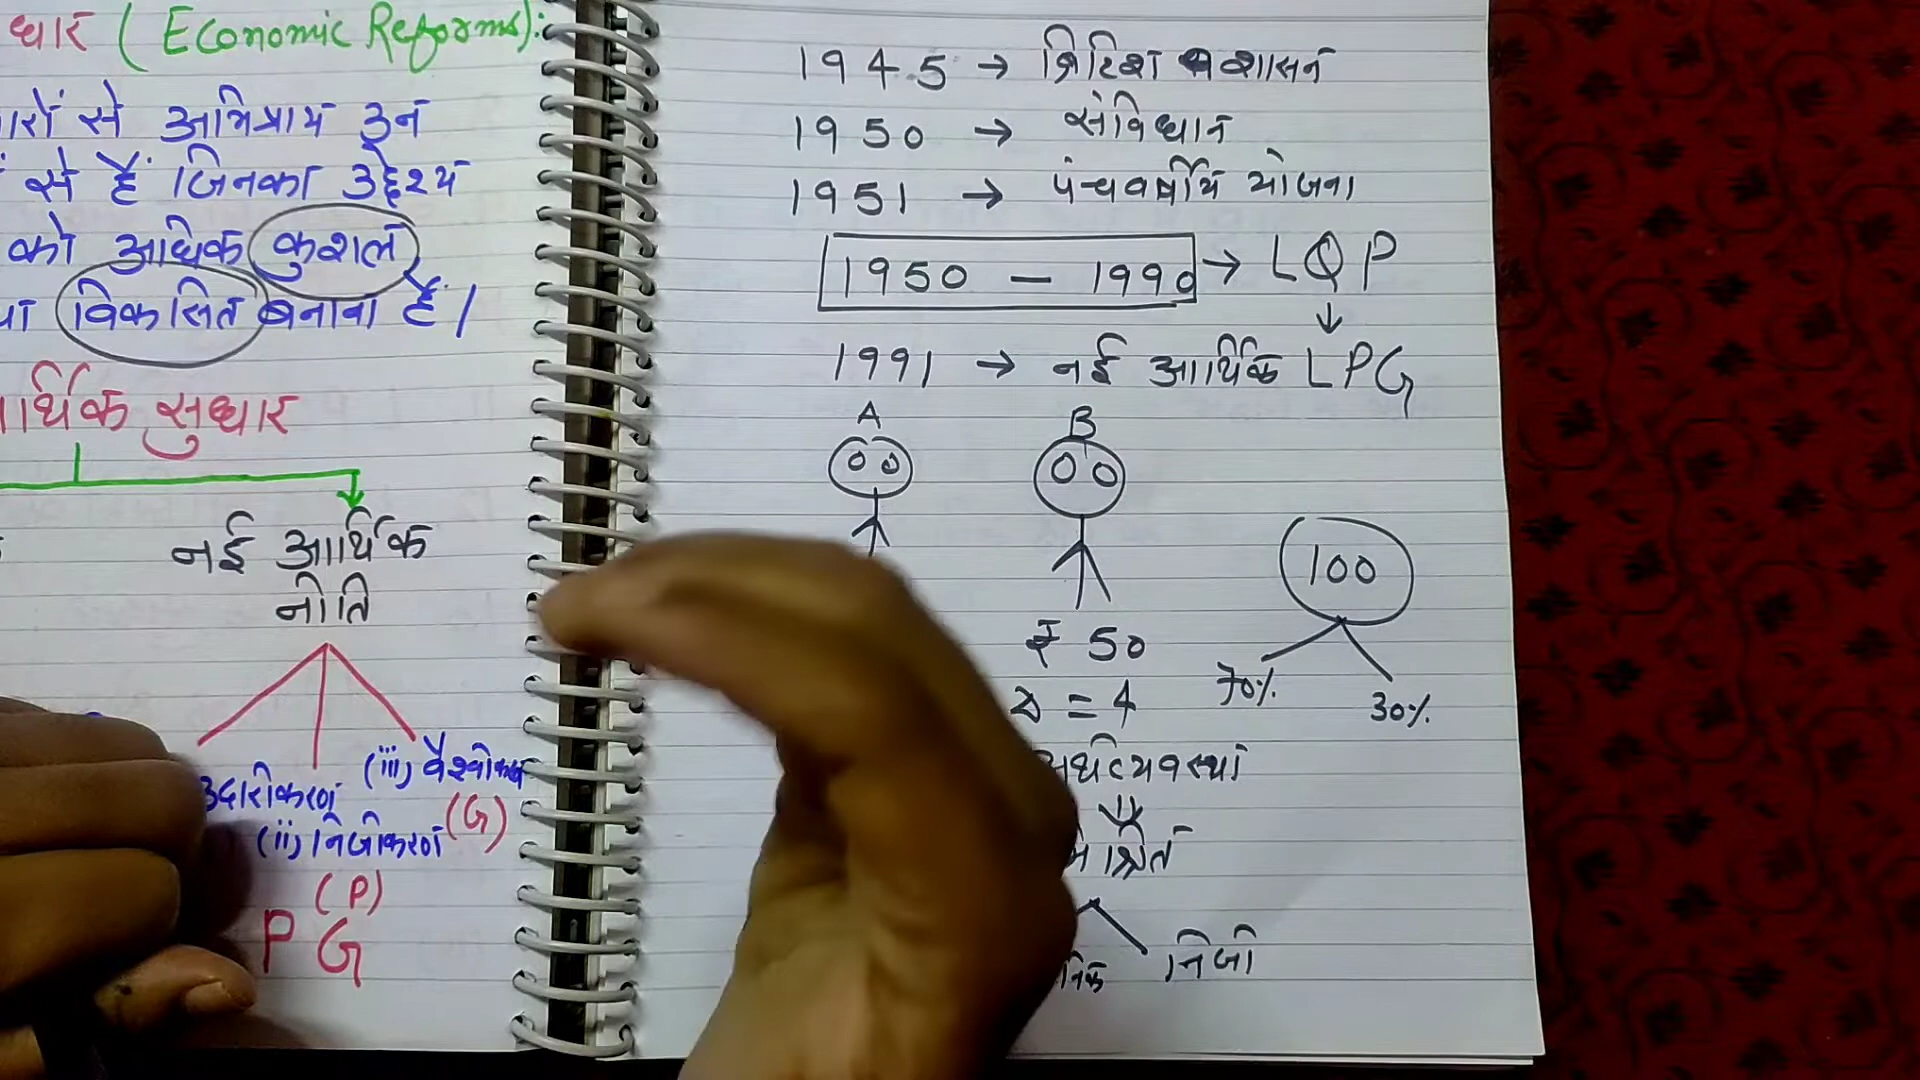 धार ( Economic Reforms):
ारों से अभिप्राय उन
से हैं जिनका उद्देश्य
को अधिक कुशल
विकसित बनाना है।
र्थिक सुधार
नई आर्थिक
नीति
उदारीकरण
(iii) वैश्वीकरण
(G)
(ii) निजीकरण
(P)
P G
1945 → ब्रिटिश शासन
1950 → संविधान
1951 → पंचवर्षीय योजना
1950 – 1990 → LQP
↓
1991 → नई आर्थिक LPG
A B
100
₹ 50
70% 30%
= 4
र्थव्यवस्था
मिश्रित
निक निजी